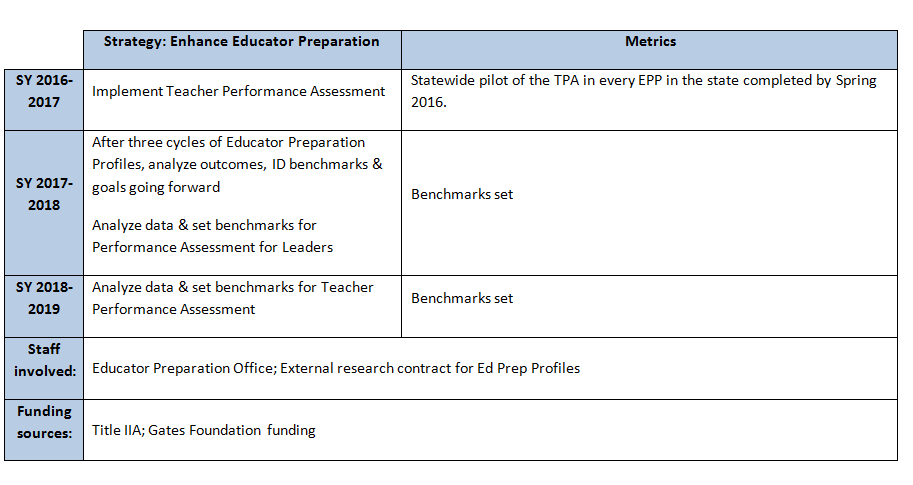 Strategy: Enhance Educator Preparation
Metrics
SY 2016-
2017
Implement Teacher Performance Assessment
Statewide pilot of the TPA in every EPP in the state completed by Spring
2016.
SY 2017-
2018
After three cycles of Educator Preparation
Profiles, analyze outcomes, ID benchmarks &
goals going forward
Analyze data & set benchmarks for
Performance Assessment for Leaders
Benchmarks set
SY 2018-
2019
Analyze data & set benchmarks for Teacher
Performance Assessment
Benchmarks set
Staff
involved:
Educator Preparation Office; External research contract for Ed Prep Profiles
Funding
sources:
Title IIA; Gates Foundation funding